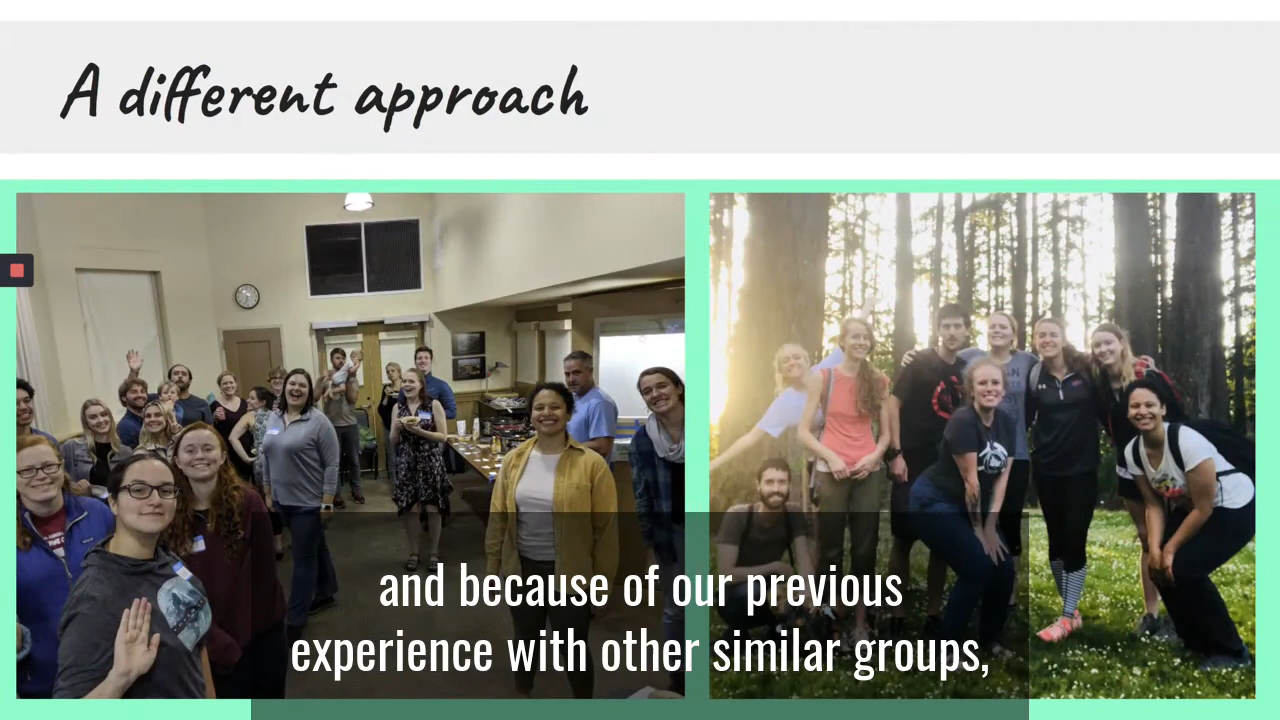 A different approach
and because of our previous
experience with other similar groups,